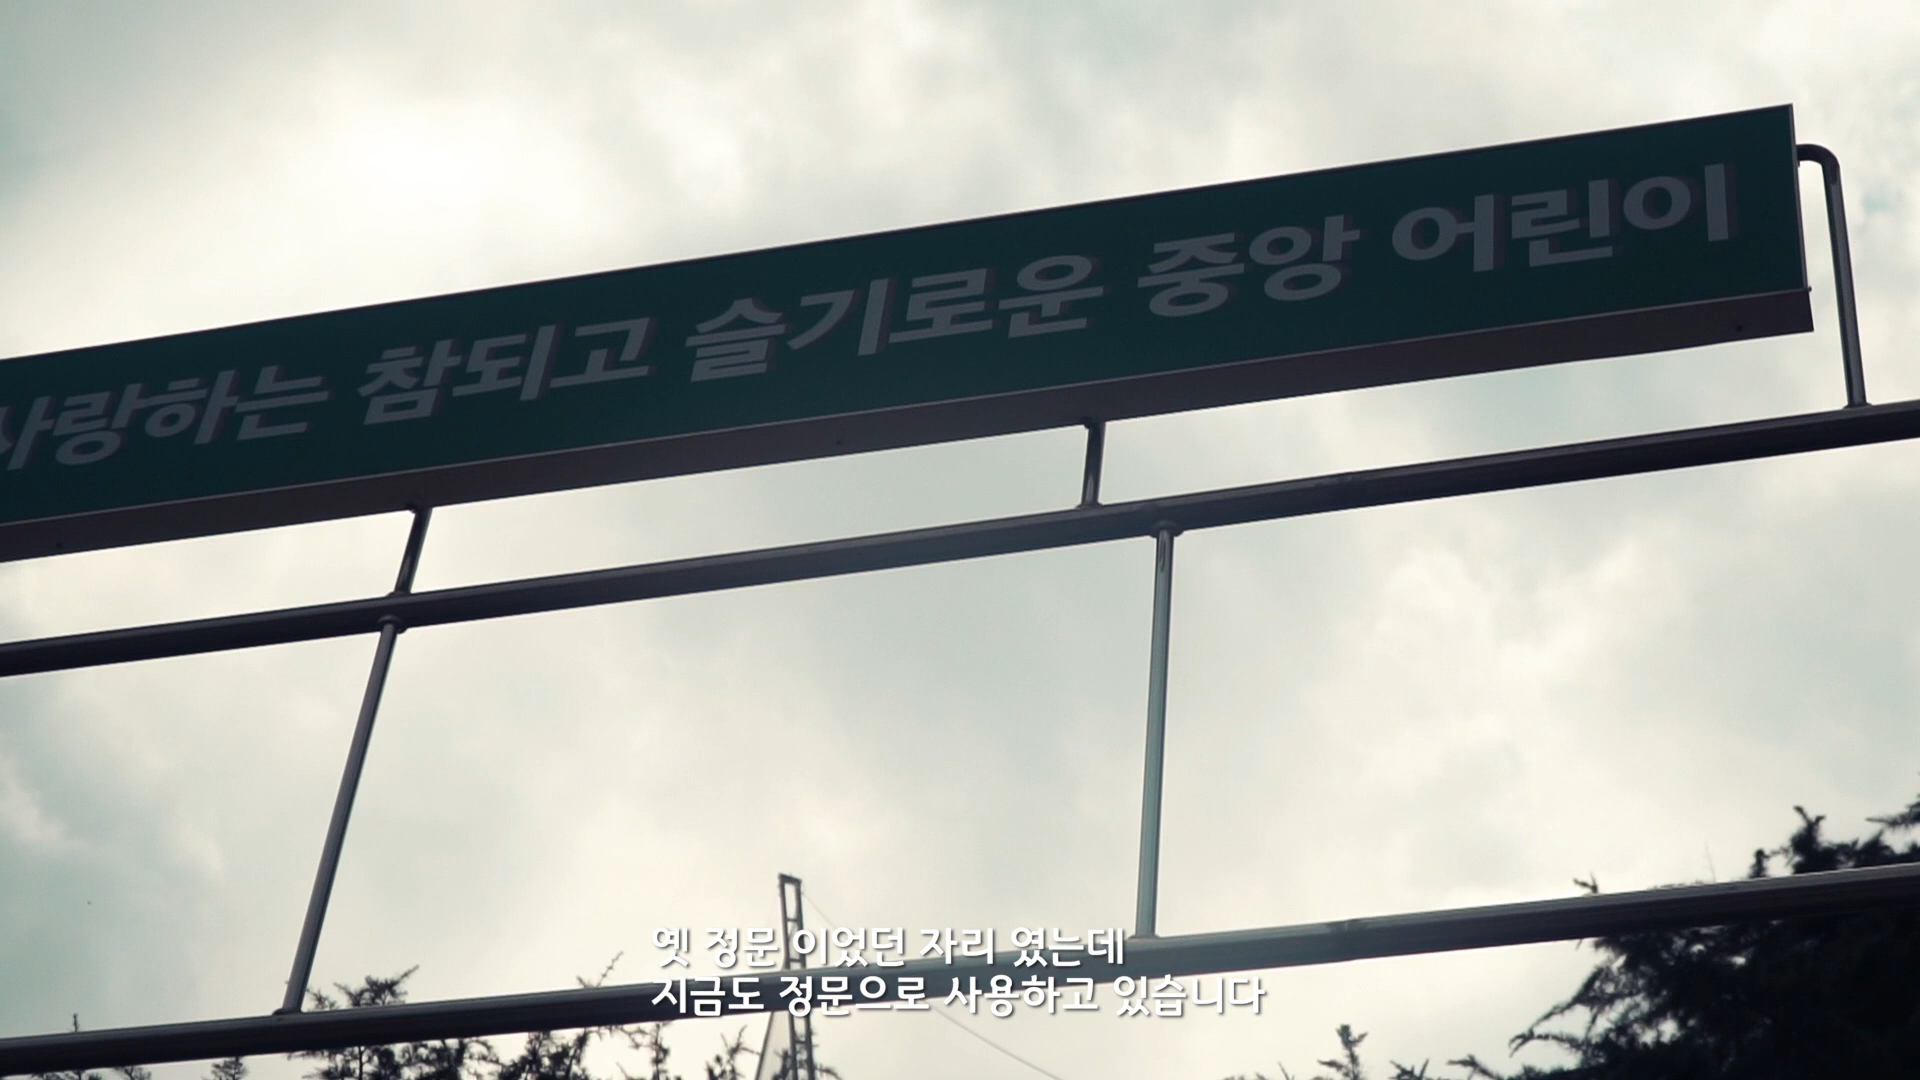 사랑하는 참되고 슬기로운 중앙 어린이
옛 정문 이었던 자리 였는데
지금도 정문으로 사용하고 있습니다